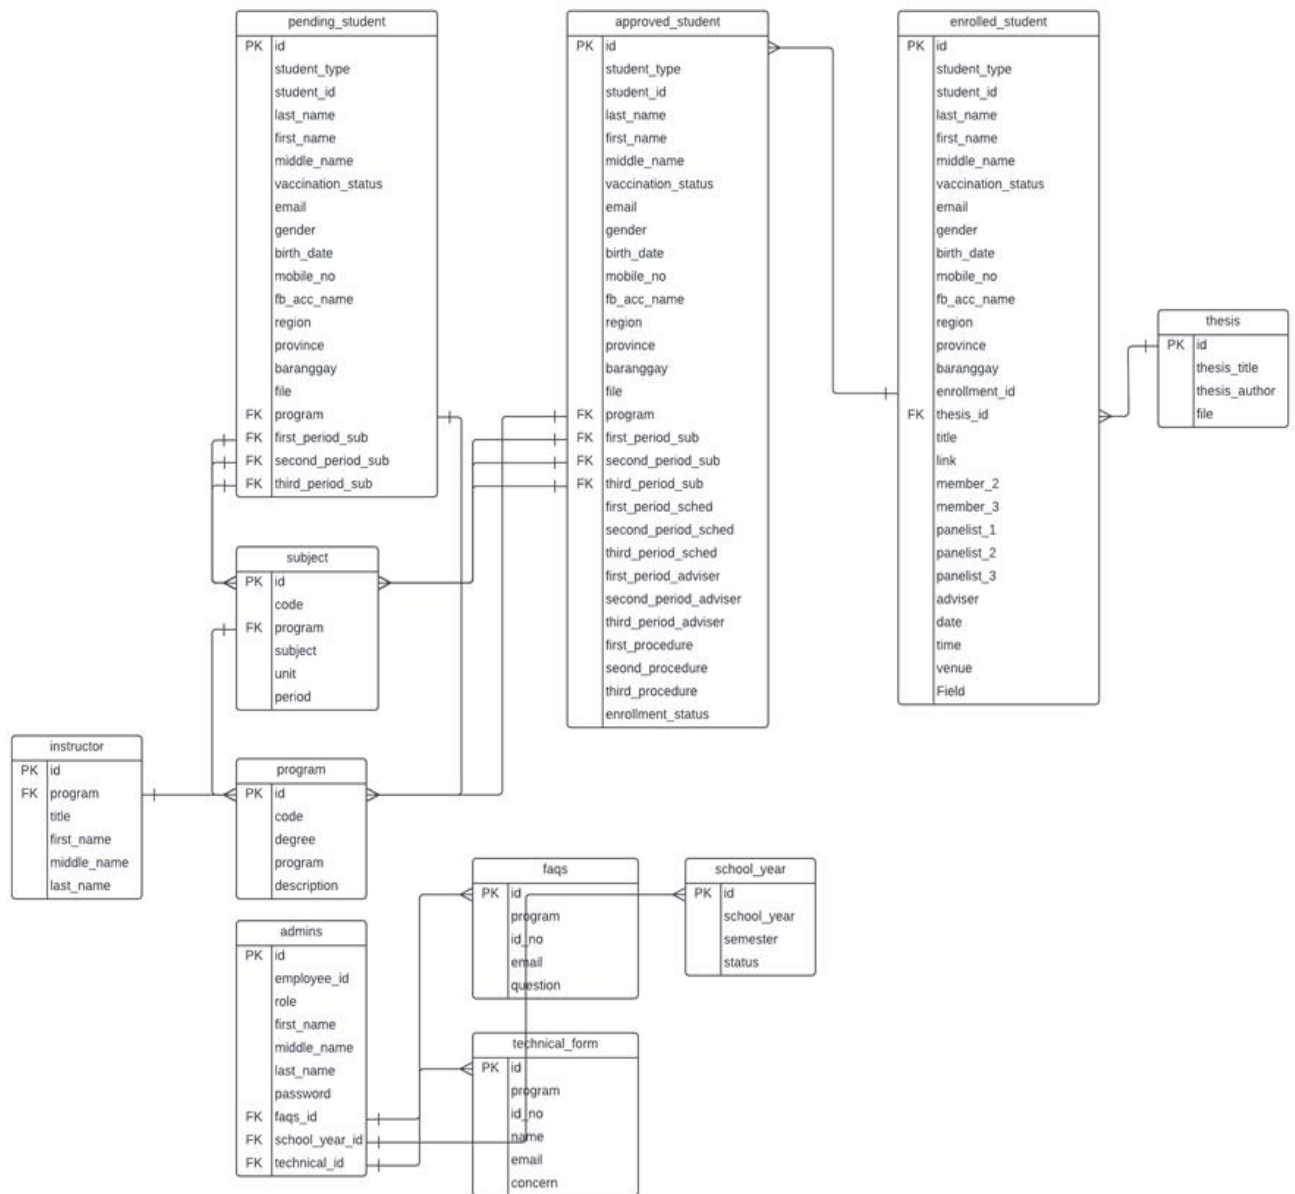 pending_student
PK id
student_type
student_id
last_name
first_name
middle_name
vaccination_status
email
gender
birth_date
mobile_no
fb_acc_name
region
province
baranggay
file
FK program
FK first_period_sub
FK second_period_sub
FK third_period_sub
approved_student
PK id
student_type
student_id
last_name
first_name
middle_name
vaccination_status
email
gender
birth_date
mobile_no
fb_acc_name
region
province
baranggay
file
FK program
FK first_period_sub
FK second_period_sub
FK third_period_sub
first_period_sched
second_period_sched
third_period_sched
first_period_adviser
second_period_adviser
third_period_adviser
first_procedure
seond_procedure
third_procedure
enrollment_status
enrolled_student
PK id
student_type
student_id
last_name
first_name
middle_name
vaccination_status
email
gender
birth_date
mobile_no
fb_acc_name
region
province
baranggay
enrollment_id
FK thesis_id
title
link
member_2
member_3
panelist_1
panelist_2
panelist_3
adviser
date
time
venue
Field
thesis
PK id
thesis_title
thesis_author
file
subject
PK id
code
FK program
subject
unit
period
instructor
PK id
FK program
title
first_name
middle_name
last_name
program
PK id
code
degree
program
description
admins
PK id
employee_id
role
first_name
middle_name
last_name
password
FK faqs_id
FK school_year_id
FK technical_id
faqs
PK id
program
id_no
email
question
school_year
PK id
school_year
semester
status
technical_form
PK id
program
id_no
name
email
concern